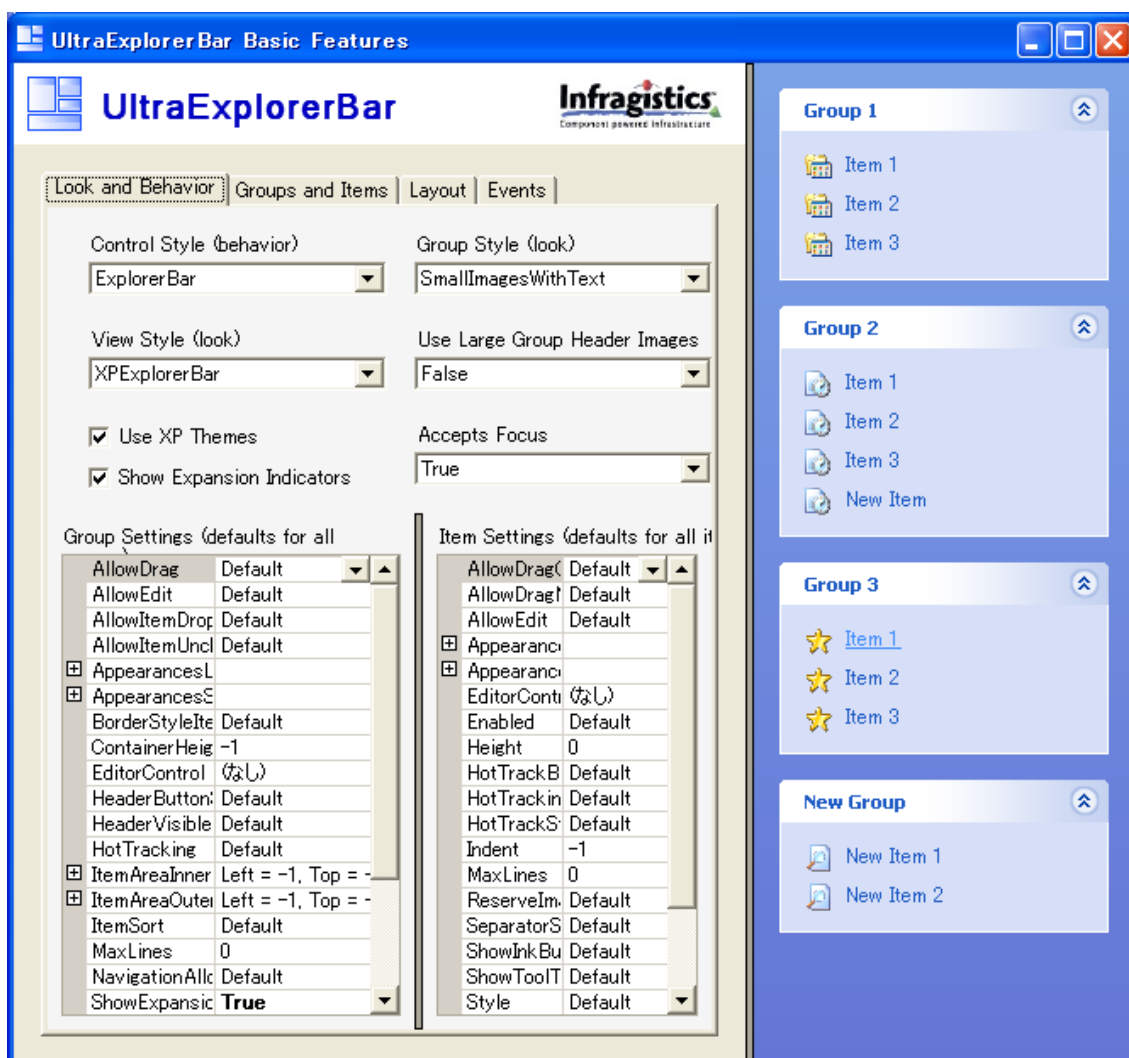 UltraExplorerBar Basic Features
UltraExplorerBar
Infragistics
Component powered infrastructure
Look and Behavior
Groups and Items
Layout
Events
Control Style (behavior)
Group Style (look)
ExplorerBar
SmallImagesWithText
View Style (look)
Use Large Group Header Images
XPExplorerBar
False
Use XP Themes
Accepts Focus
Show Expansion Indicators
True
Group Settings (defaults for all
AllowDrag Default
AllowEdit Default
AllowItemDrop Default
AllowItemUncl Default
AppearancesL
AppearancesS
BorderStyleIte Default
ContainerHeig -1
EditorControl (なし)
HeaderButtonS Default
HeaderVisible Default
HotTracking Default
ItemAreaInner Left = -1, Top = -
ItemAreaOuter Left = -1, Top = -
ItemSort Default
MaxLines 0
NavigationAllo Default
ShowExpansio True
Item Settings (defaults for all it
AllowDrag( Default
AllowDragM Default
AllowEdit Default
Appearanc
Appearanc
EditorContr (なし)
Enabled Default
Height 0
HotTrackB Default
HotTrackin Default
HotTrackS Default
Indent -1
MaxLines 0
ReserveIm Default
SeparatorS Default
ShowInkBu Default
ShowToolT Default
Style Default
Group 1
Item 1
Item 2
Item 3
Group 2
Item 1
Item 2
Item 3
New Item
Group 3
Item 1
Item 2
Item 3
New Group
New Item 1
New Item 2